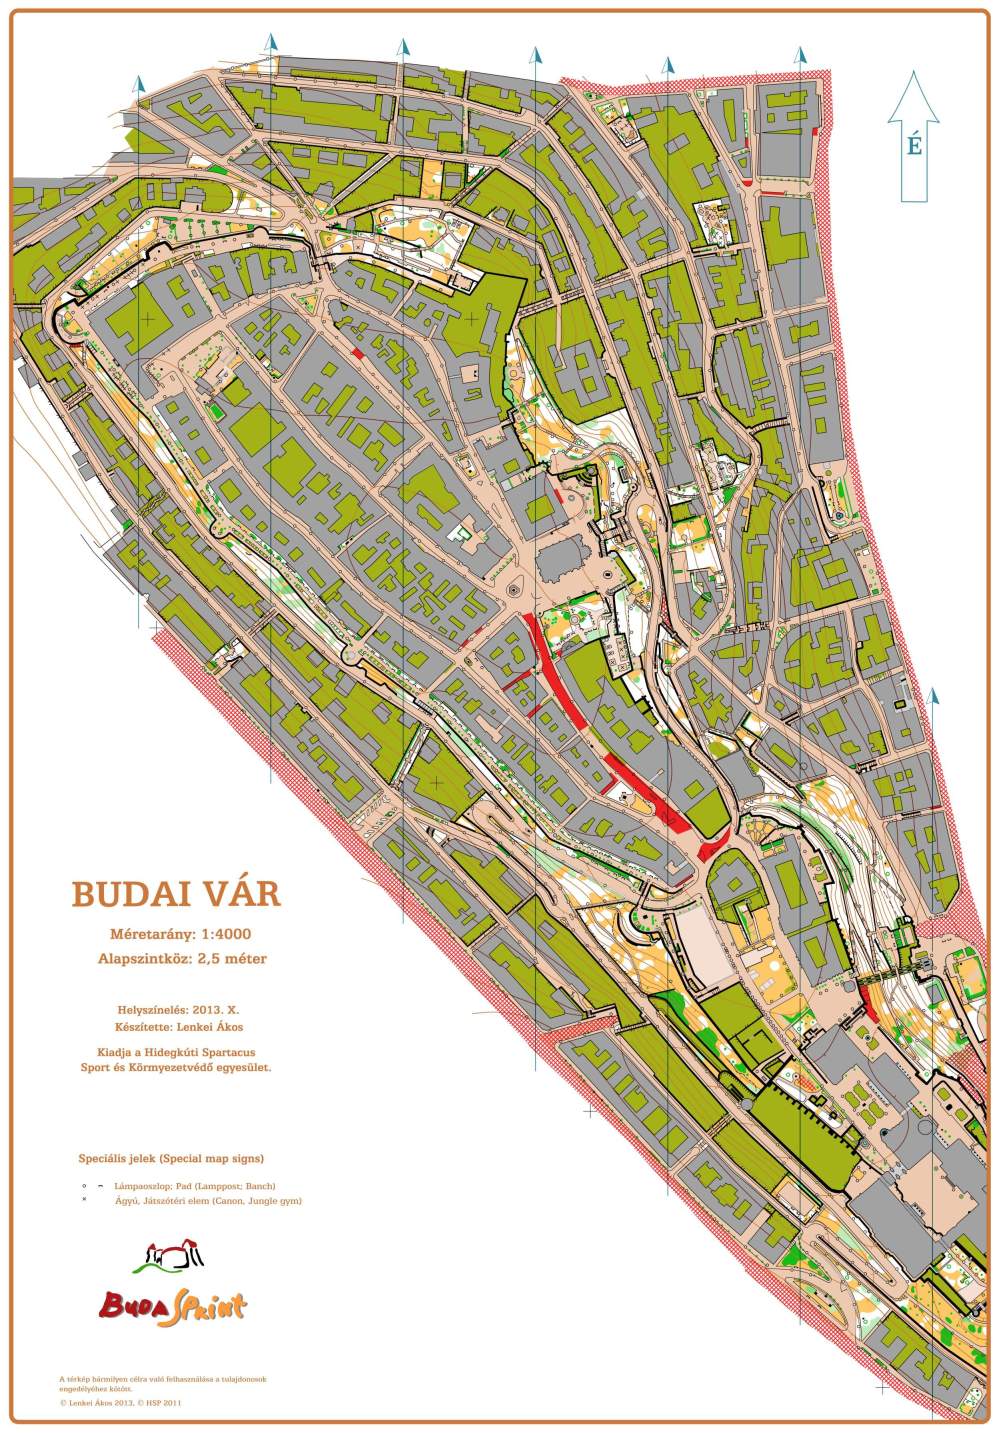 É
BUDAI VÁR
Méretarány: 1:4000
Alapszintköz: 2,5 méter
Helyszínelés: 2013. X.
Készítette: Lenkei Ákos
Kiadja a Hidegkúti Spartacus
Sport és Környezetvédő egyesület.
Speciális jelek (Special map signs)
Lámpaoszlop; Pad (Lamppost; Banch)
Ágyú, Játszótéri elem (Canon, Jungle gym)
BUDASPRINT
A térkép bármilyen célra való felhasználása a tulajdonosok
engedélyéhez kötött.
© Lenkei Ákos 2013, © HSP 2011